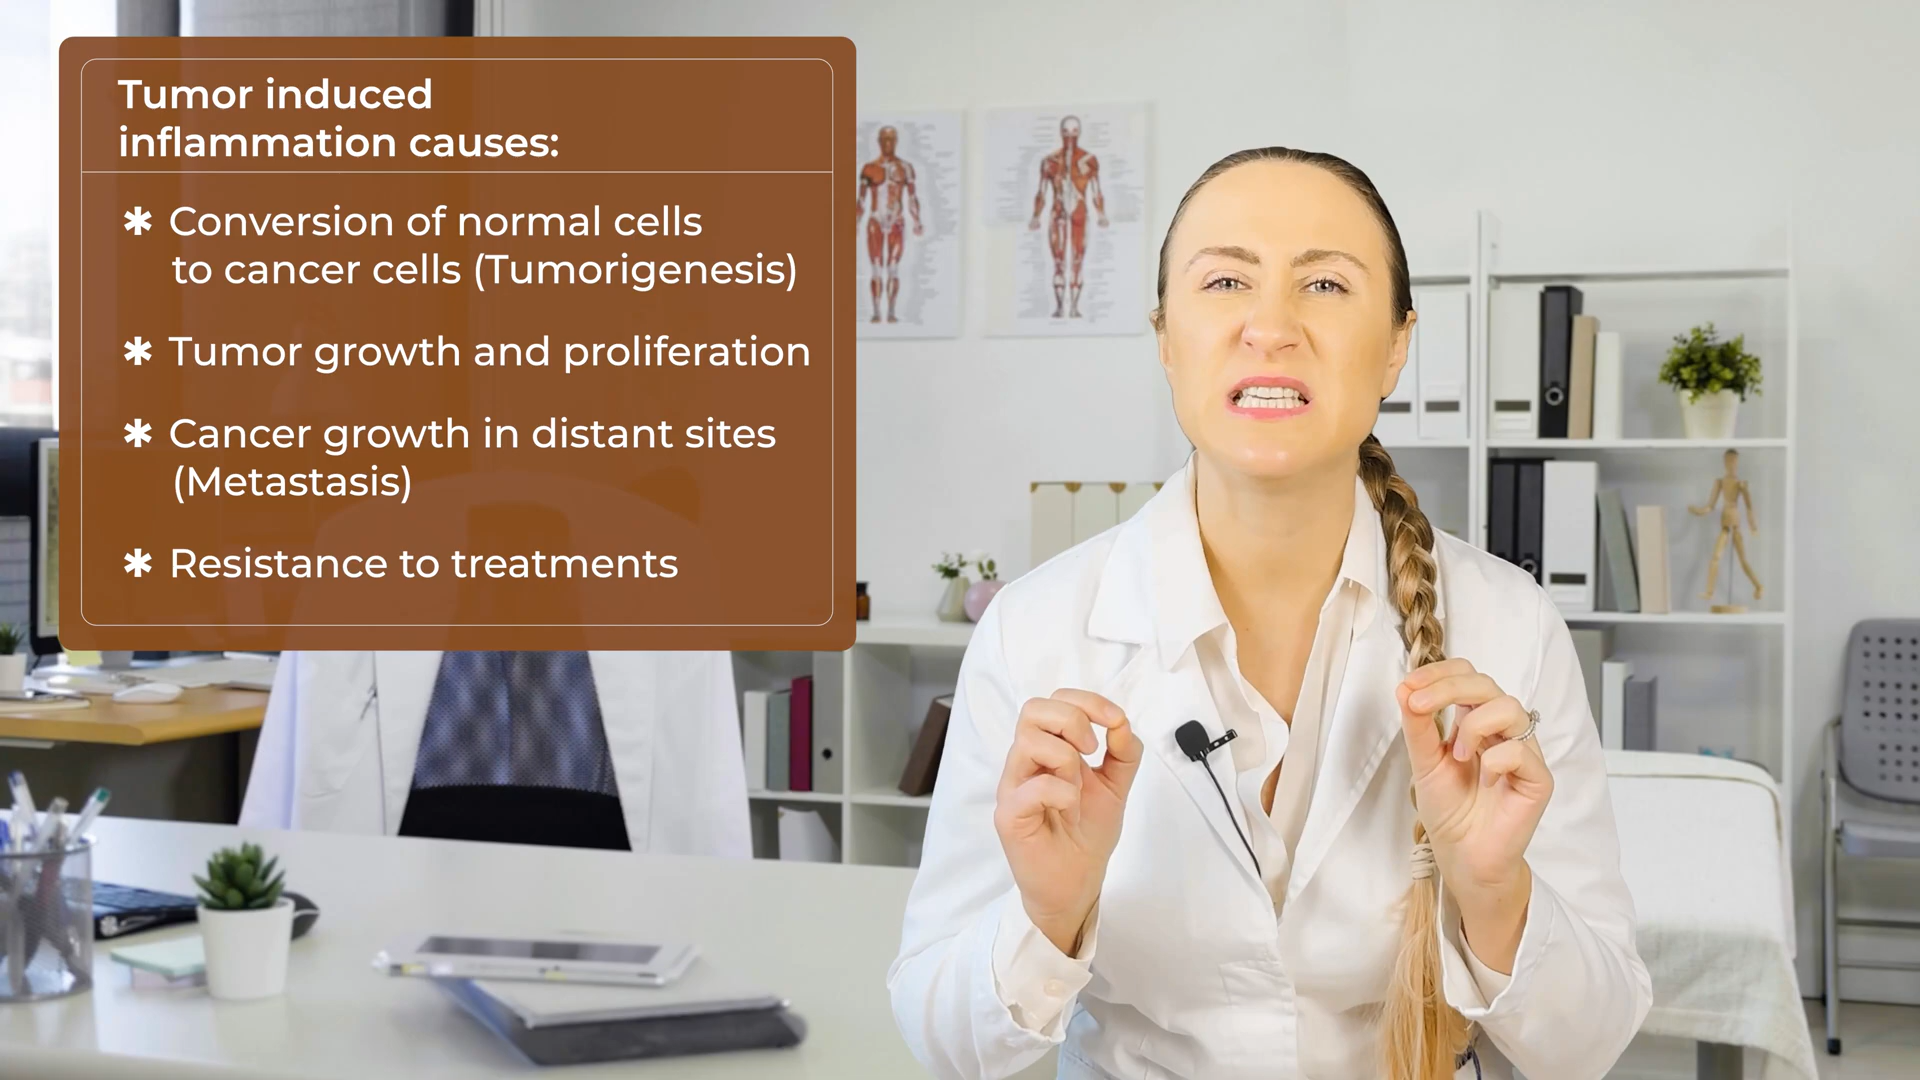 Tumor induced
inflammation causes:
✱ Conversion of normal cells
to cancer cells (Tumorigenesis)
✱ Tumor growth and proliferation
✱ Cancer growth in distant sites
(Metastasis)
✱ Resistance to treatments